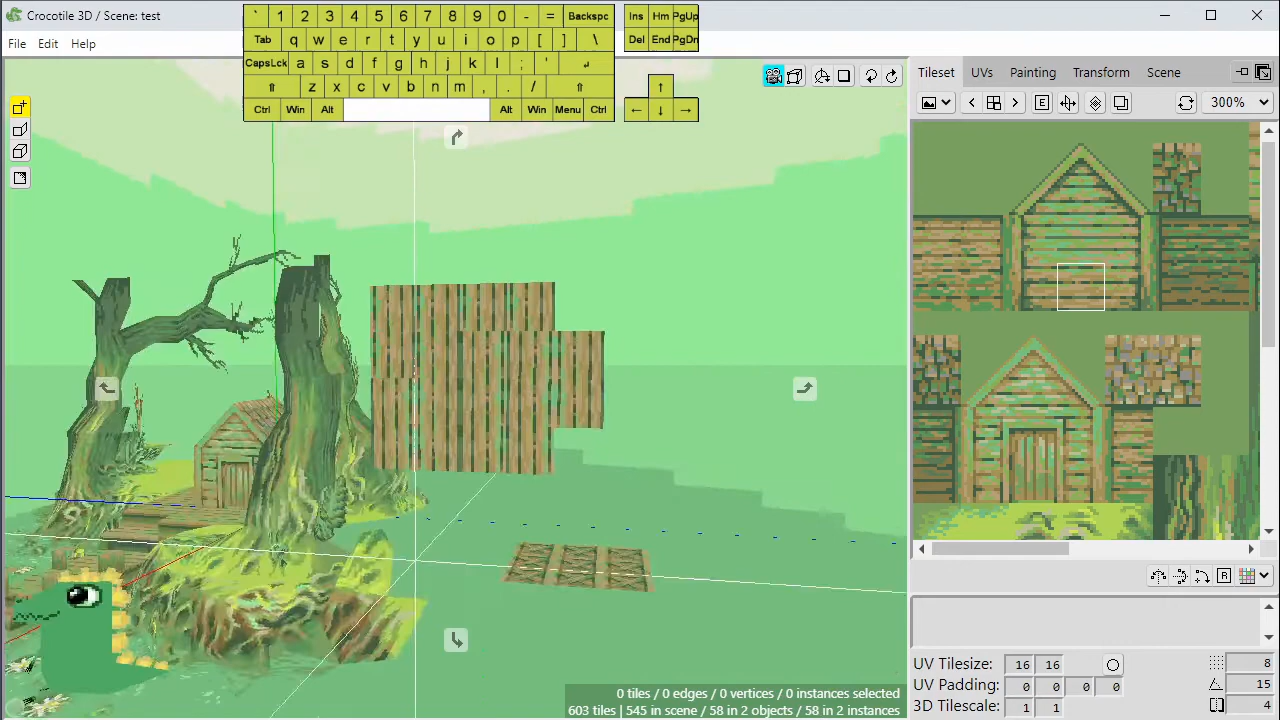 Crocotile 3D / Scene: test
File Edit Help
` 1 2 3 4 5 6 7 8 9 0 - = Backspc
Tab q w e r t y u i o p [ ] \
CapsLck a s d f g h j k l ; '
z x c v b n m , . /
Ctrl Win Alt Alt Win Menu Ctrl
Ins Hm PgUp
Del End PgDn
Tileset UVs Painting Transform Scene
E 300%
R
UV Tilesize: 16 16 8
UV Padding: 0 0 0 0 15
3D Tilescale: 1 1 4
0 tiles / 0 edges / 0 vertices / 0 instances selected
603 tiles | 545 in scene / 58 in 2 objects / 58 in 2 instances